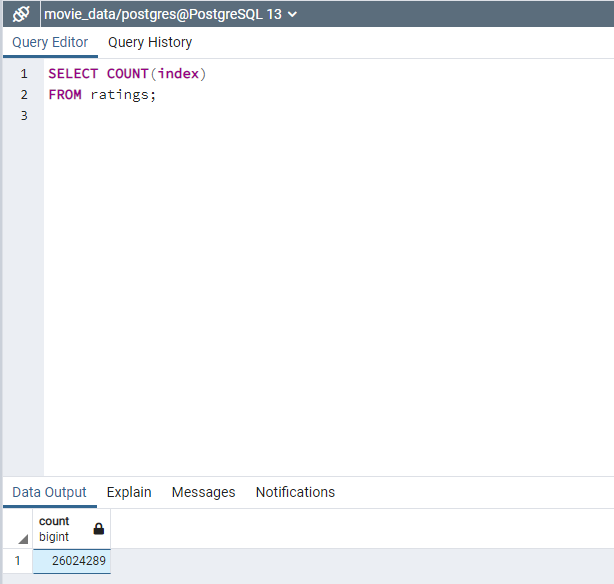 movie_data/postgres@PostgreSQL 13
Query Editor Query History
1 SELECT COUNT(index)
2 FROM ratings;
3
Data Output Explain Messages Notifications
count
bigint
1 26024289